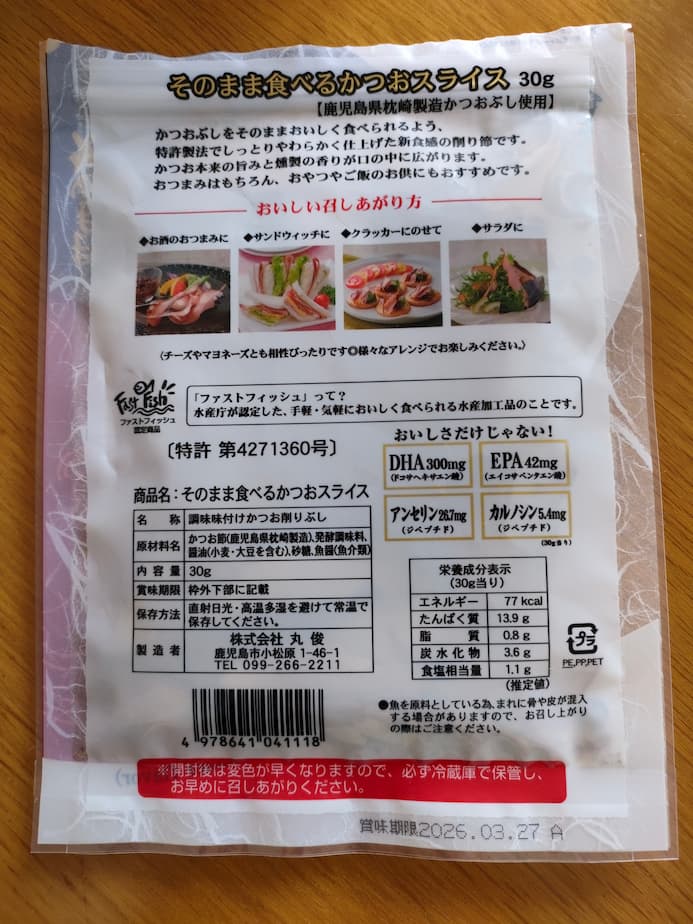 そのまま食べるかつおスライス 30g
【鹿児島県枕崎製造かつおぶし使用】
かつおぶしをそのままおいしく食べられるよう、
特許製法でしっとりやわらかく仕上げた新食感の削り節です。
かつお本来の旨みと燻製の香りが口の中に広がります。
おつまみはもちろん、おやつやご飯のお供にもおすすめです。
おいしい召しあがり方
◆お酒のおつまみに
◆サンドウィッチに
◆クラッカーにのせて
◆サラダに
〈チーズやマヨネーズとも相性ぴったりです◎様々なアレンジでお楽しみください。〉
Fast Fish
ファストフィッシュ
認定商品
「ファストフィッシュ」って?
水産庁が認定した、手軽・気軽においしく食べられる水産加工品のことです。
〔特許 第4271360号〕
おいしさだけじゃない!
DHA300mg
(ドコサヘキサエン酸)
EPA42mg
(エイコサペンタエン酸)
アンセリン26.7mg
(ジペプチド)
カルノシン5.4mg
(ジペプチド)
(30g当り)
商品名:そのまま食べるかつおスライス
名称 調味味付けかつお削りぶし
原材料名 かつお節(鹿児島県枕崎製造)、発酵調味料、
醤油(小麦・大豆を含む)、砂糖、魚醤(魚介類)
内容量 30g
賞味期限 枠外下部に記載
保存方法 直射日光・高温多湿を避けて常温で
保存してください。
製造者 株式会社 丸俊
鹿児島市小松原 1-46-1
TEL 099-266-2211
栄養成分表示
(30g当り)
エネルギー 77 kcal
たんぱく質 13.9 g
脂質 0.8 g
炭水化物 3.6 g
食塩相当量 1.1 g
(推定値)
プラ
PE,PP,PET
●魚を原料としている為、まれに骨や皮が混入
する場合がありますので、お召し上がり
の際はご注意ください。
4 978641 041118
※開封後は変色が早くなりますので、必ず冷蔵庫で保管し、
お早めに召しあがりください。
賞味期限2026.03.27 A